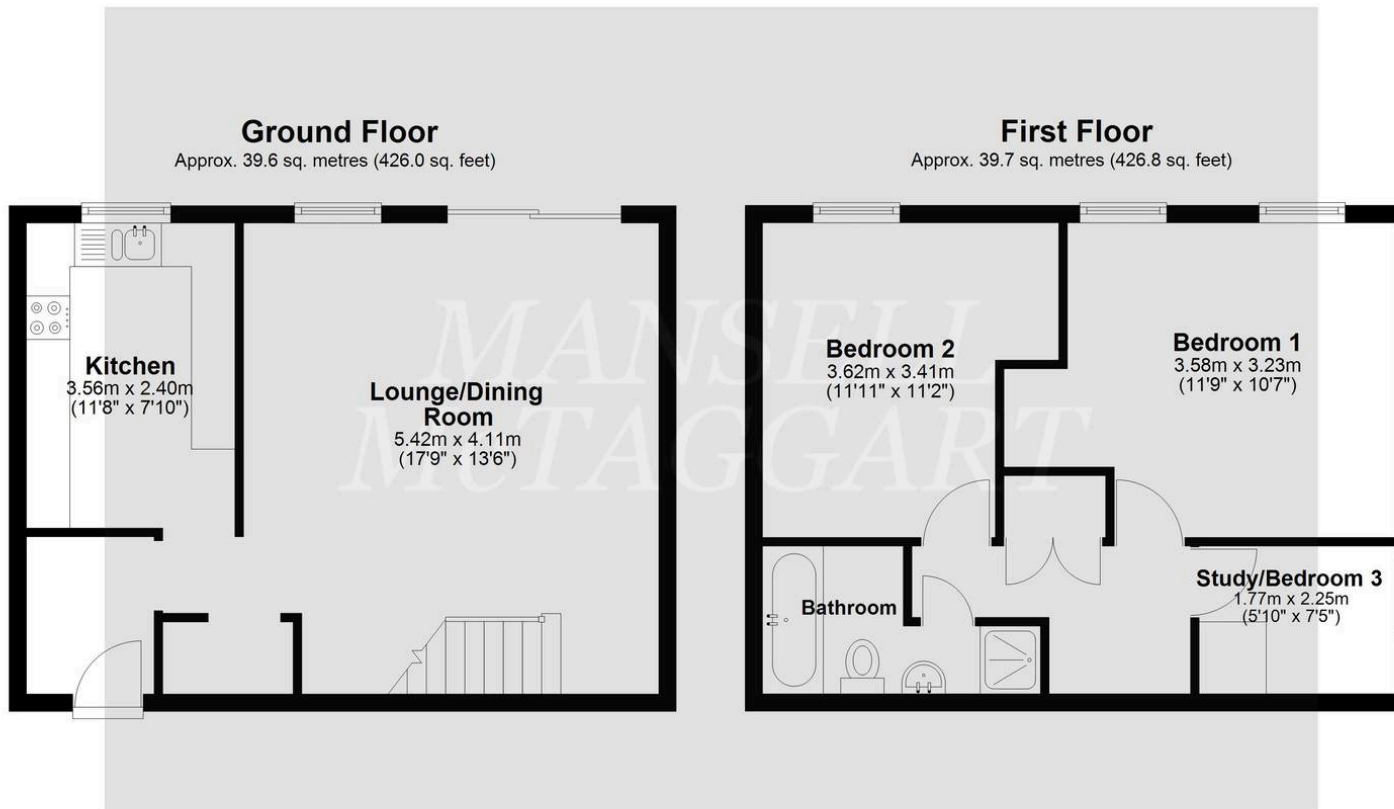 Ground Floor
Approx. 39.6 sq. metres (426.0 sq. feet)
Kitchen
3.56m x 2.40m
(11'8" x 7'10")
Lounge/Dining
Room
5.42m x 4.11m
(17'9" x 13'6")
First Floor
Approx. 39.7 sq. metres (426.8 sq. feet)
Bedroom 2
3.62m x 3.41m
(11'11" x 11'2")
Bedroom 1
3.58m x 3.23m
(11'9" x 10'7")
Bathroom
Study/Bedroom 3
1.77m x 2.25m
(5'10" x 7'5")
MANSELL
McTAGGART